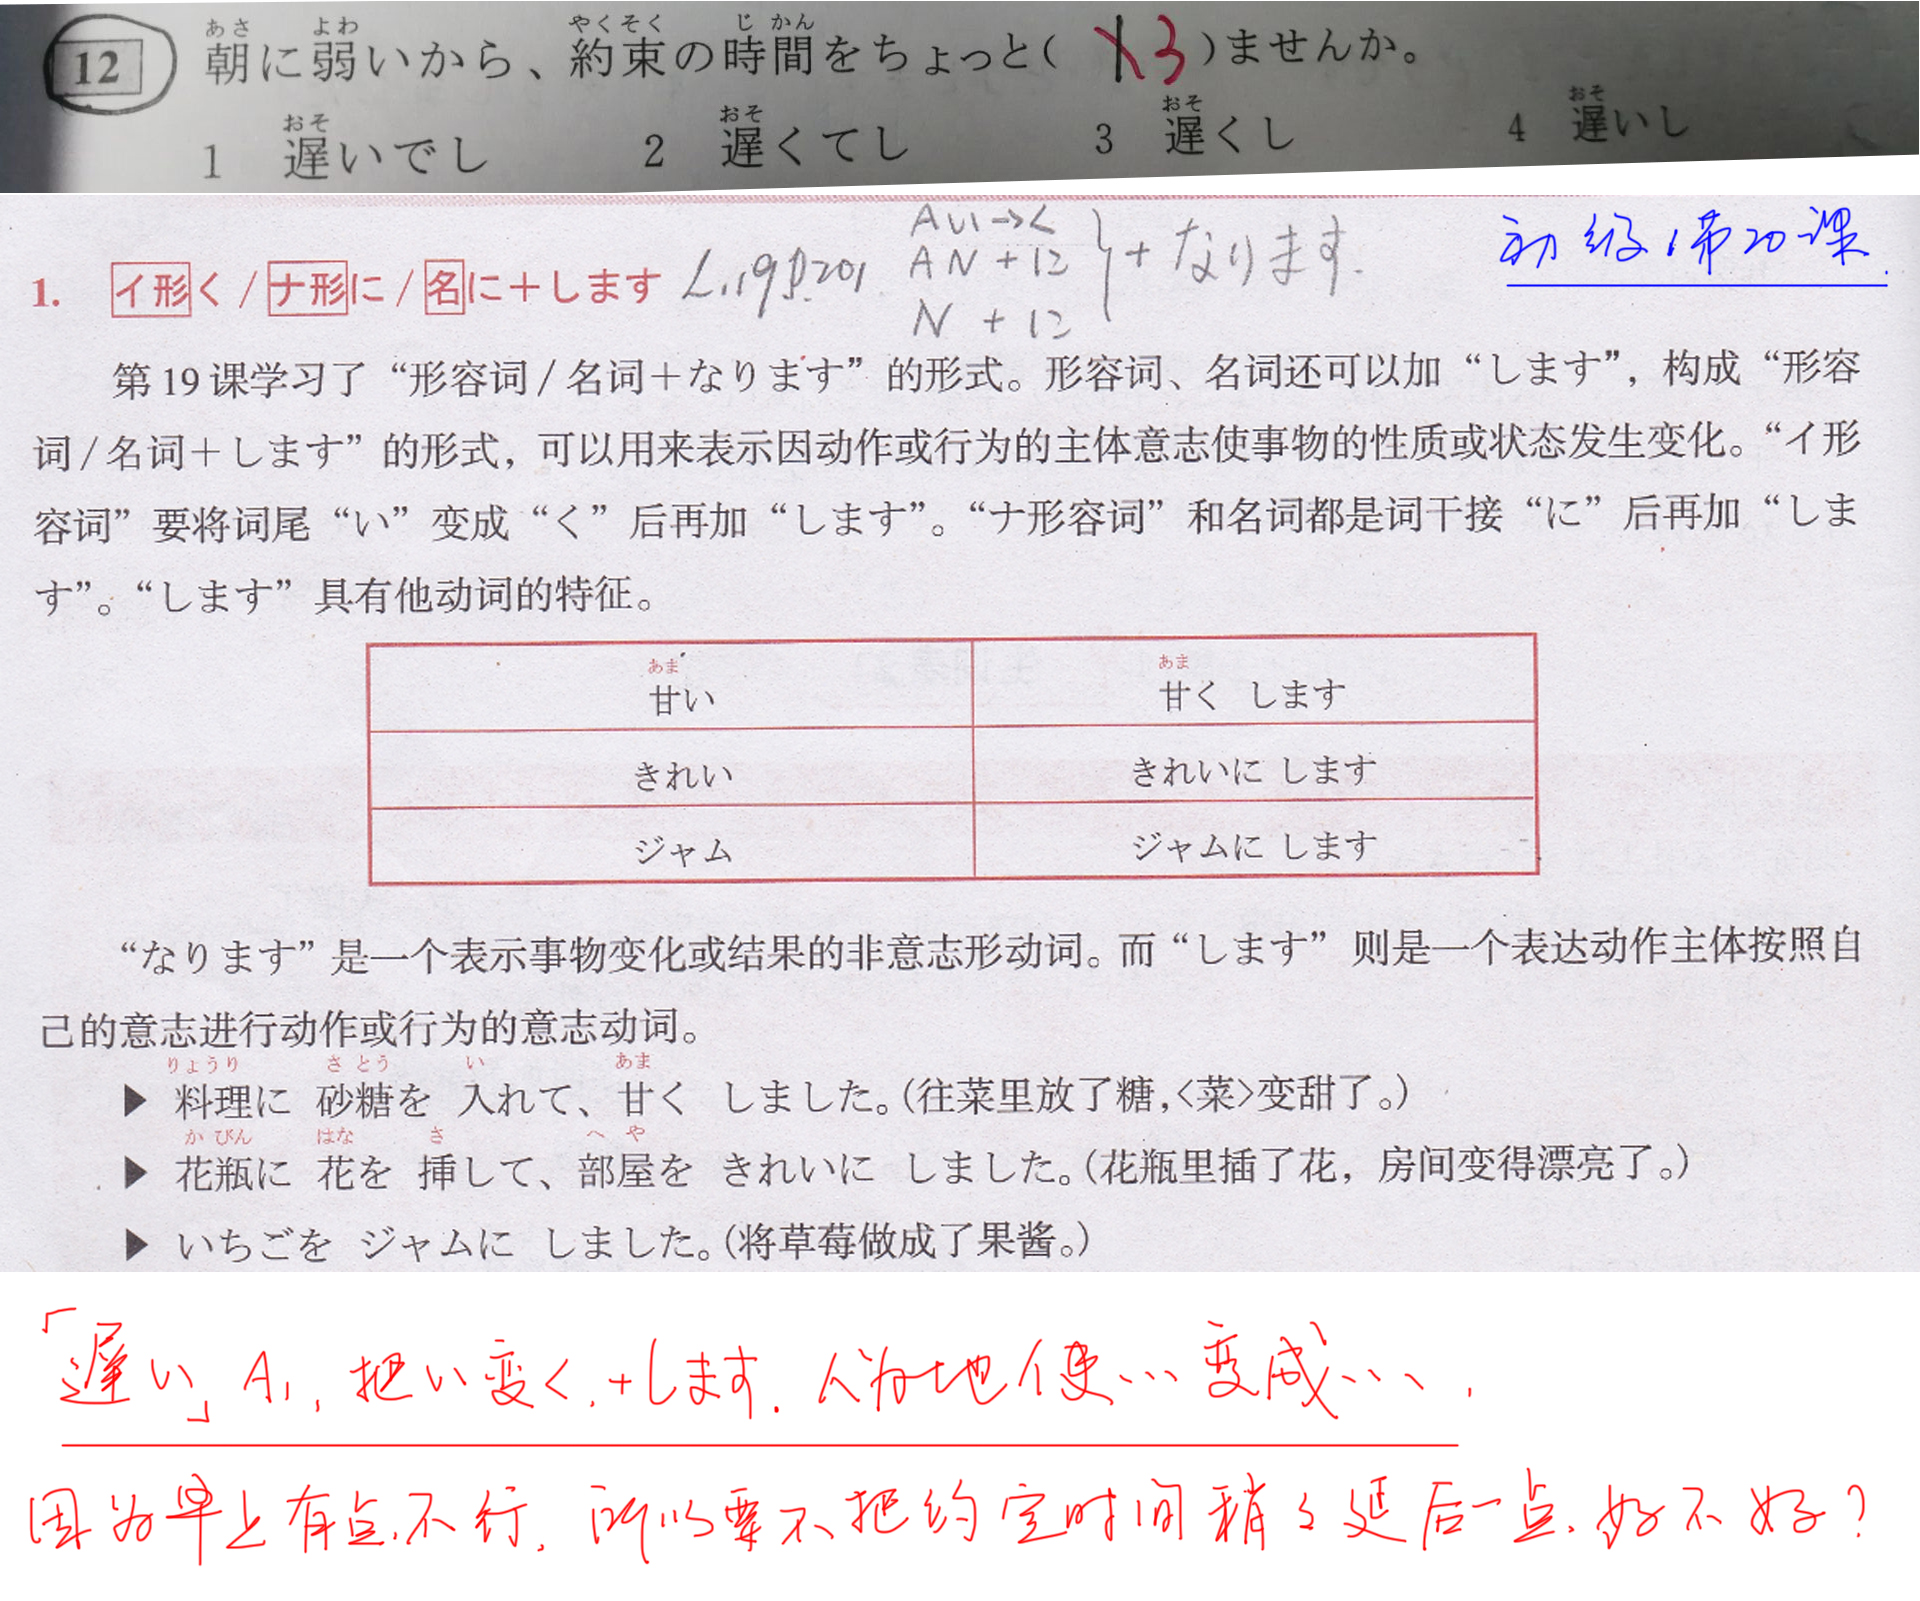 12 朝に弱いから、約束の時間をちょっと( 3 )ませんか。
1 遅いでし 2 遅くてし 3 遅くし 4 遅いし
初级1第20课.
1. イ形く/ナ形に/名に+します L.19 P.201
Aい→く
AN+に
N+に
}+なります.
第19课学习了“形容词/名词+なります”的形式。形容词、名词还可以加“します”，构成“形容
词/名词+します”的形式，可以用来表示因动作或行为的主体意志使事物的性质或状态发生变化。“イ形
容词”要将词尾“い”变成“く”后再加“します”。“ナ形容词”和名词都是词干接“に”后再加“しま
す”。“します”具有他动词的特征。
甘い 甘く します
きれい きれいに します
ジャム ジャムに します
“なります”是一个表示事物变化或结果的非意志形动词。而“します”则是一个表达动作主体按照自
己的意志进行动作或行为的意志动词。
▶ 料理に 砂糖を 入れて、甘く しました。(往菜里放了糖,<菜>变甜了。)
▶ 花瓶に 花を 挿して、部屋を きれいに しました。(花瓶里插了花，房间变得漂亮了。)
▶ いちごを ジャムに しました。(将草莓做成了果酱。)
「遅い」A1, 把い変く,+します. 人为地使…変成….
因为早上有点不行, 所以要不把约定时间稍稍延后一点, 好不好?